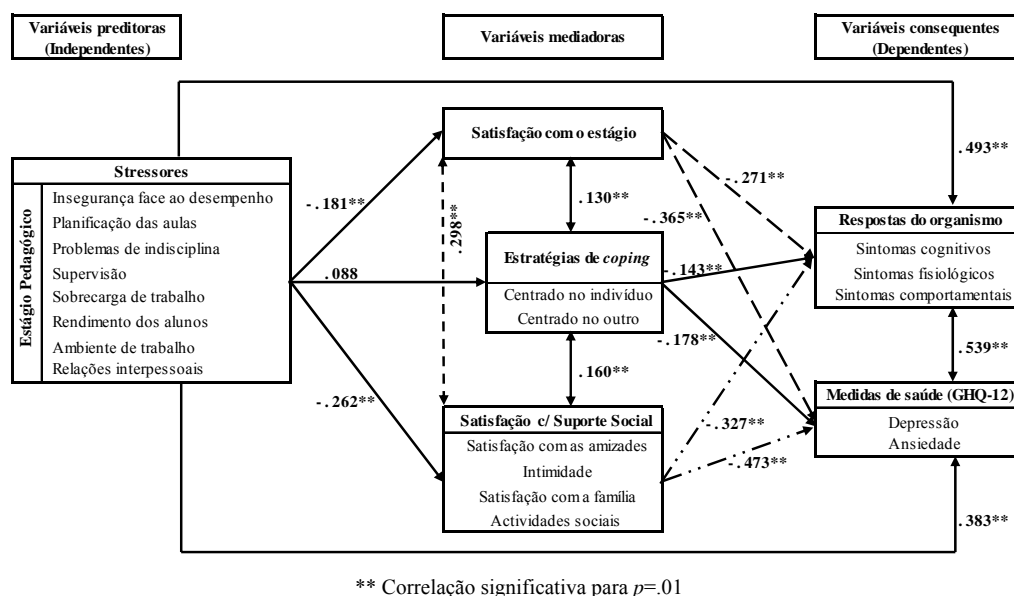 Variáveis preditoras
(Independentes)
Variáveis mediadoras
Variáveis consequentes
(Dependentes)
Satisfação com o estágio
.493**
Stressores
Estágio Pedagógico
Insegurança face ao desempenho
Planificação das aulas
Problemas de indisciplina
Supervisão
Sobrecarga de trabalho
Rendimento dos alunos
Ambiente de trabalho
Relações interpessoais
-.181**
.088
-.262**
.298**
.130**
-.271**
-.365**
Estratégias de coping
Centrado no indivíduo
Centrado no outro
-.143**
-.178**
.160**
Respostas do organismo
Sintomas cognitivos
Sintomas fisiológicos
Sintomas comportamentais
.539**
Satisfação c/ Suporte Social
Satisfação com as amizades
Intimidade
Satisfação com a família
Actividades sociais
-.327**
-.473**
Medidas de saúde (GHQ-12)
Depressão
Ansiedade
.383**
** Correlação significativa para p=.01